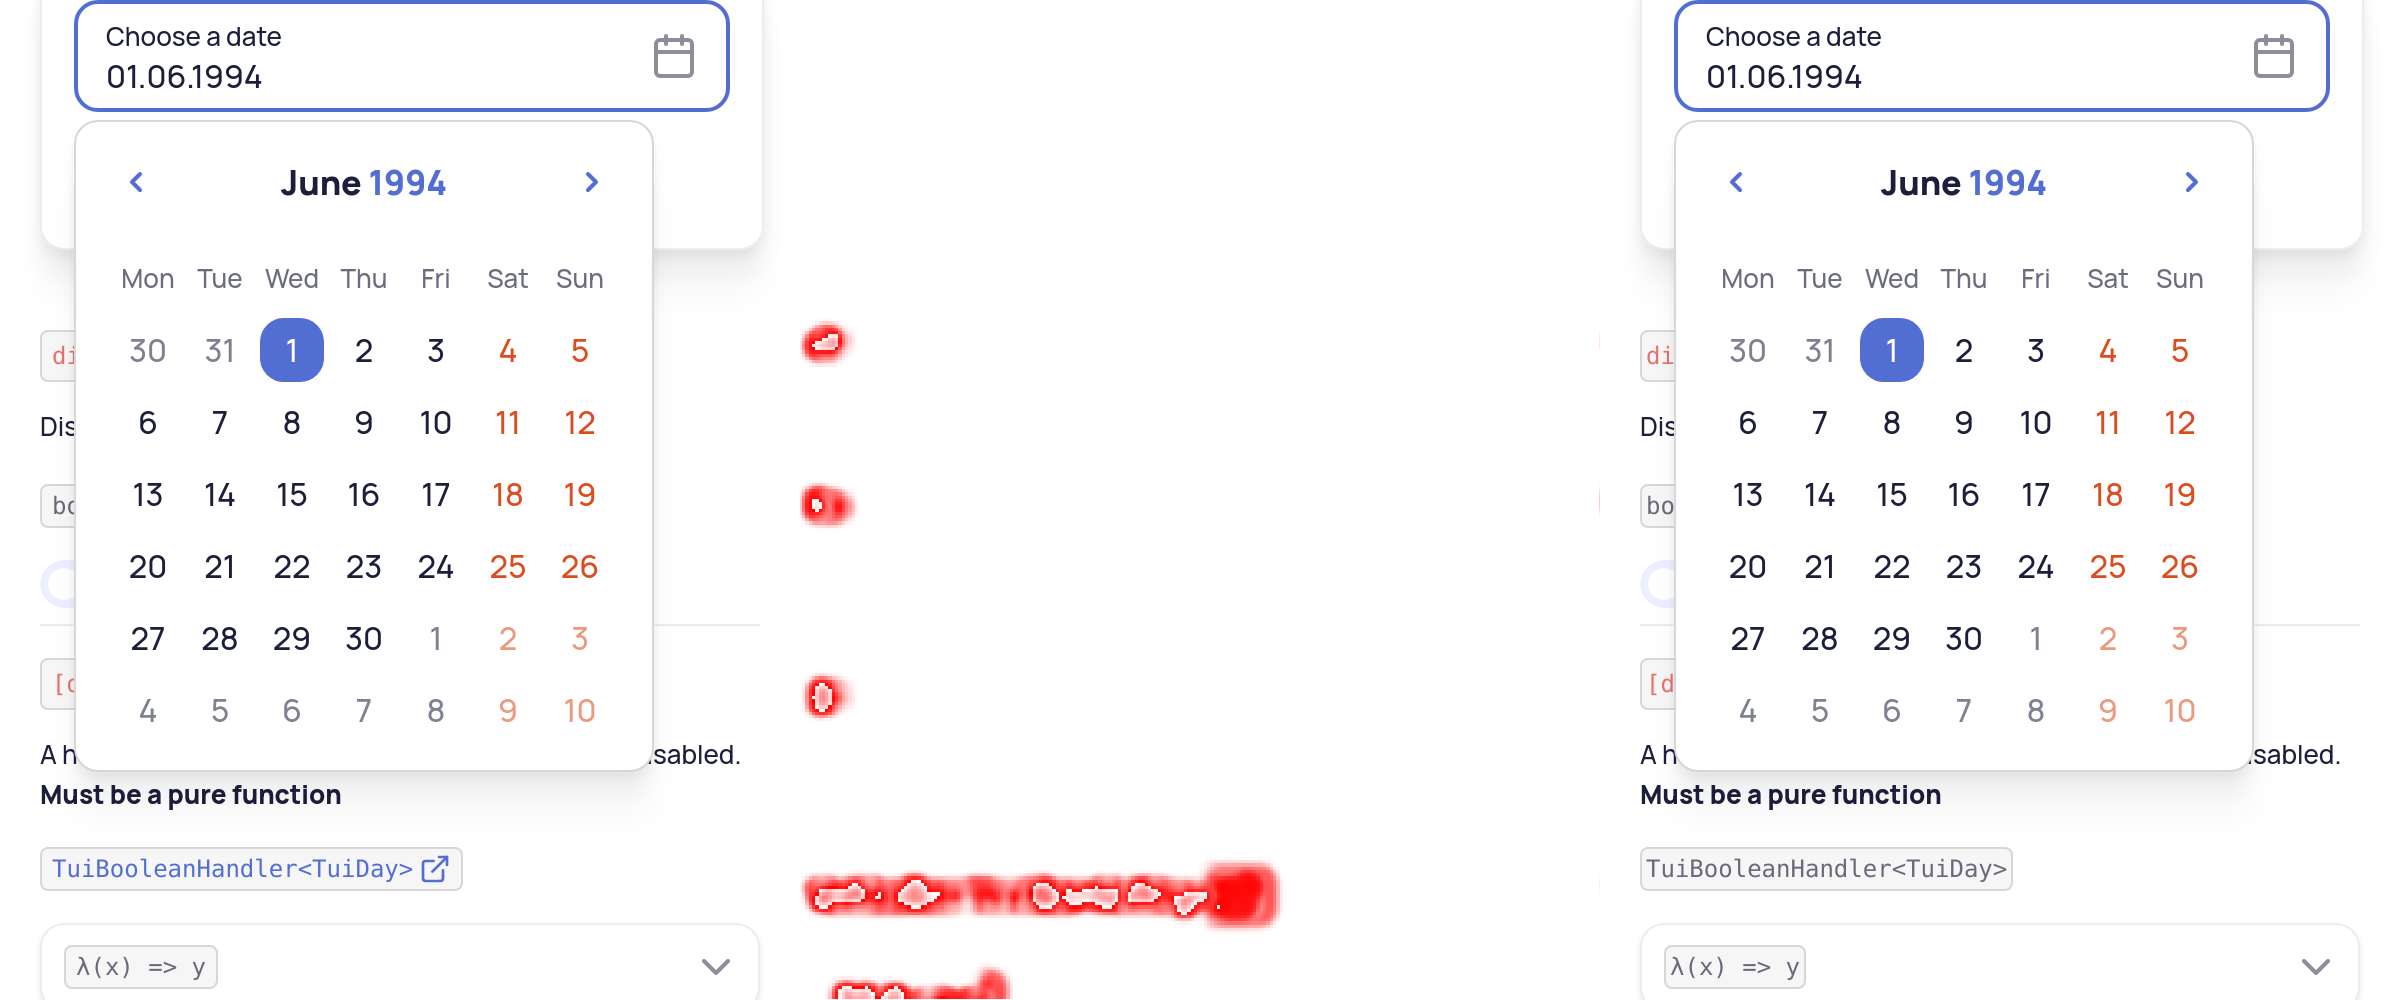 Choose a date
01.06.1994
June 1994
Mon Tue Wed Thu Fri Sat Sun
30 31 1 2 3 4 5
6 7 8 9 10 11 12
13 14 15 16 17 18 19
20 21 22 23 24 25 26
27 28 29 30 1 2 3
4 5 6 7 8 9 10
di
Dis
bo
[d
A h
sabled.
Must be a pure function
TuiBooleanHandler<TuiDay>
λ(x) => y
Choose a date
01.06.1994
June 1994
Mon Tue Wed Thu Fri Sat Sun
30 31 1 2 3 4 5
6 7 8 9 10 11 12
13 14 15 16 17 18 19
20 21 22 23 24 25 26
27 28 29 30 1 2 3
4 5 6 7 8 9 10
di
Dis
bo
[d
A h
sabled.
Must be a pure function
TuiBooleanHandler<TuiDay>
λ(x) => y